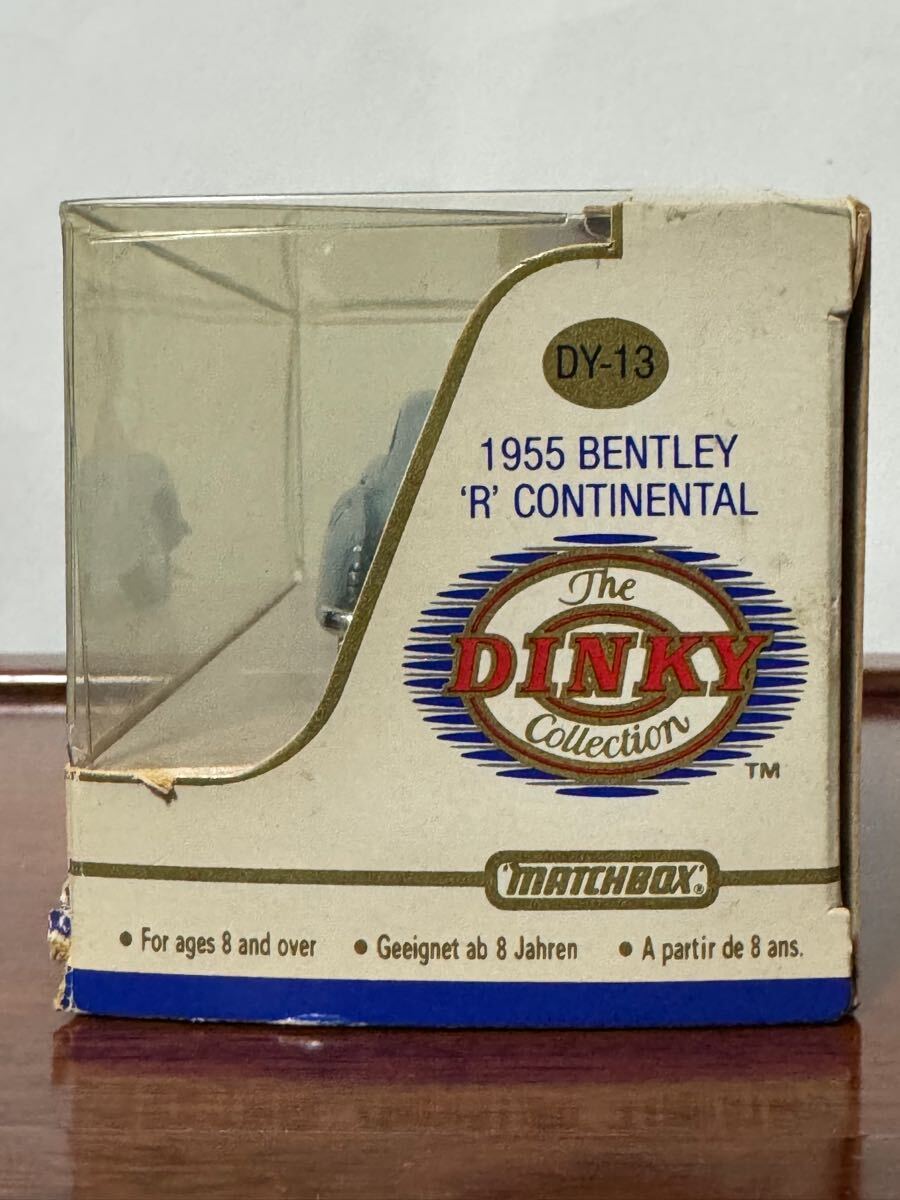 DY-13
1955 BENTLEY
'R' CONTINENTAL
The
DINKY
Collection
TM
'MATCHBOX'®
• For ages 8 and over • Geeignet ab 8 Jahren • A partir de 8 ans.